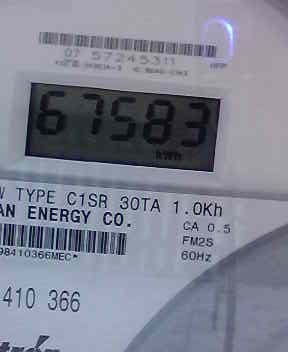 07 57245311
67583
kWh
TYPE C1SR 30TA 1.0Kh
AN ENERGY CO.
CA 0.5
FM2S
60Hz
98410366MEC*
410 366